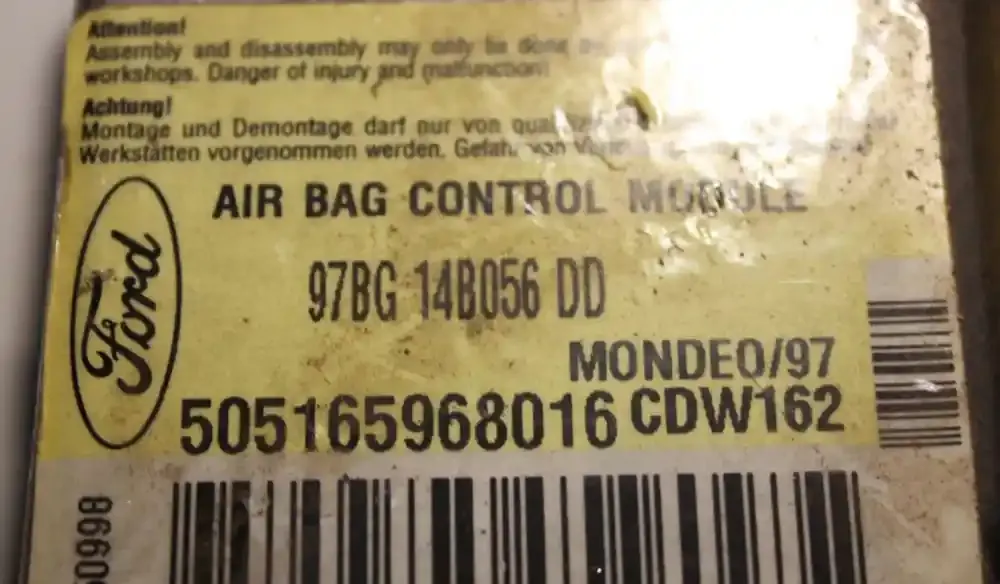 Attention!
Assembly and disassembly may only be done
workshops. Danger of injury and malfunction!
Achtung!
Montage und Demontage darf nur von
Werkstätten vorgenommen werden. Gefahr von
AIR BAG CONTROL MODULE
97BG 14B056 DD
Ford
MONDEO/97
505165968016 CDW162